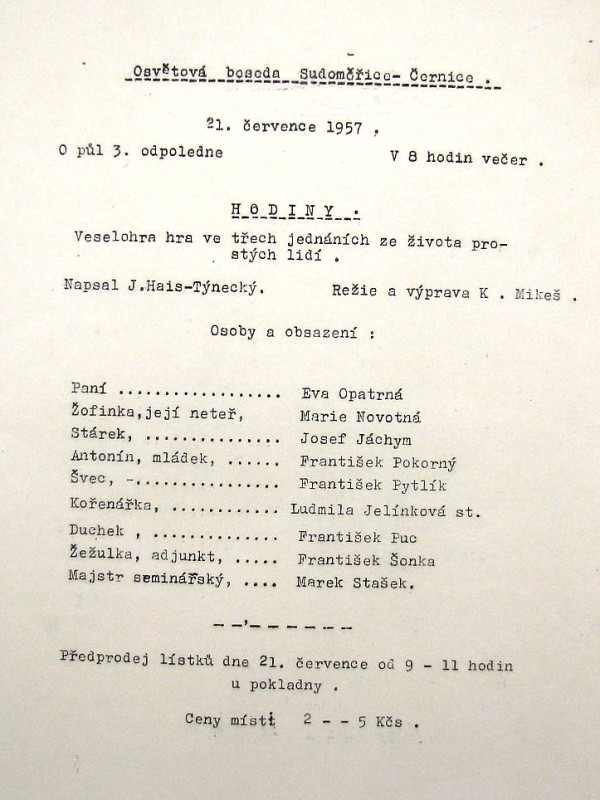 Osvětová beseda Sudoměřice- Černice .
21. července 1957 .
O půl 3. odpoledne V 8 hodin večer .
H O D I N Y .
Veselohra hra ve třech jednáních ze života pro-
stých lidí .
Napsal J.Hais-Týnecký. Režie a výprava K . Mikeš .
Osoby a obsazení :
Paní .................. Eva Opatrná
Žofinka,její neteř, Marie Novotná
Stárek, ............... Josef Jáchym
Antonín, mládek, ...... František Pokorný
Švec, -................ František Pytlík
Kořenářka, ............ Ludmila Jelínková st.
Duchek , .............. František Puc
Žežulka, adjunkt, ..... František Šonka
Majstr seminářský, .... Marek Stašek.
Předprodej lístků dne 21. července od 9 - 11 hodin
u pokladny .
Ceny místi 2 - - 5 Kčs .